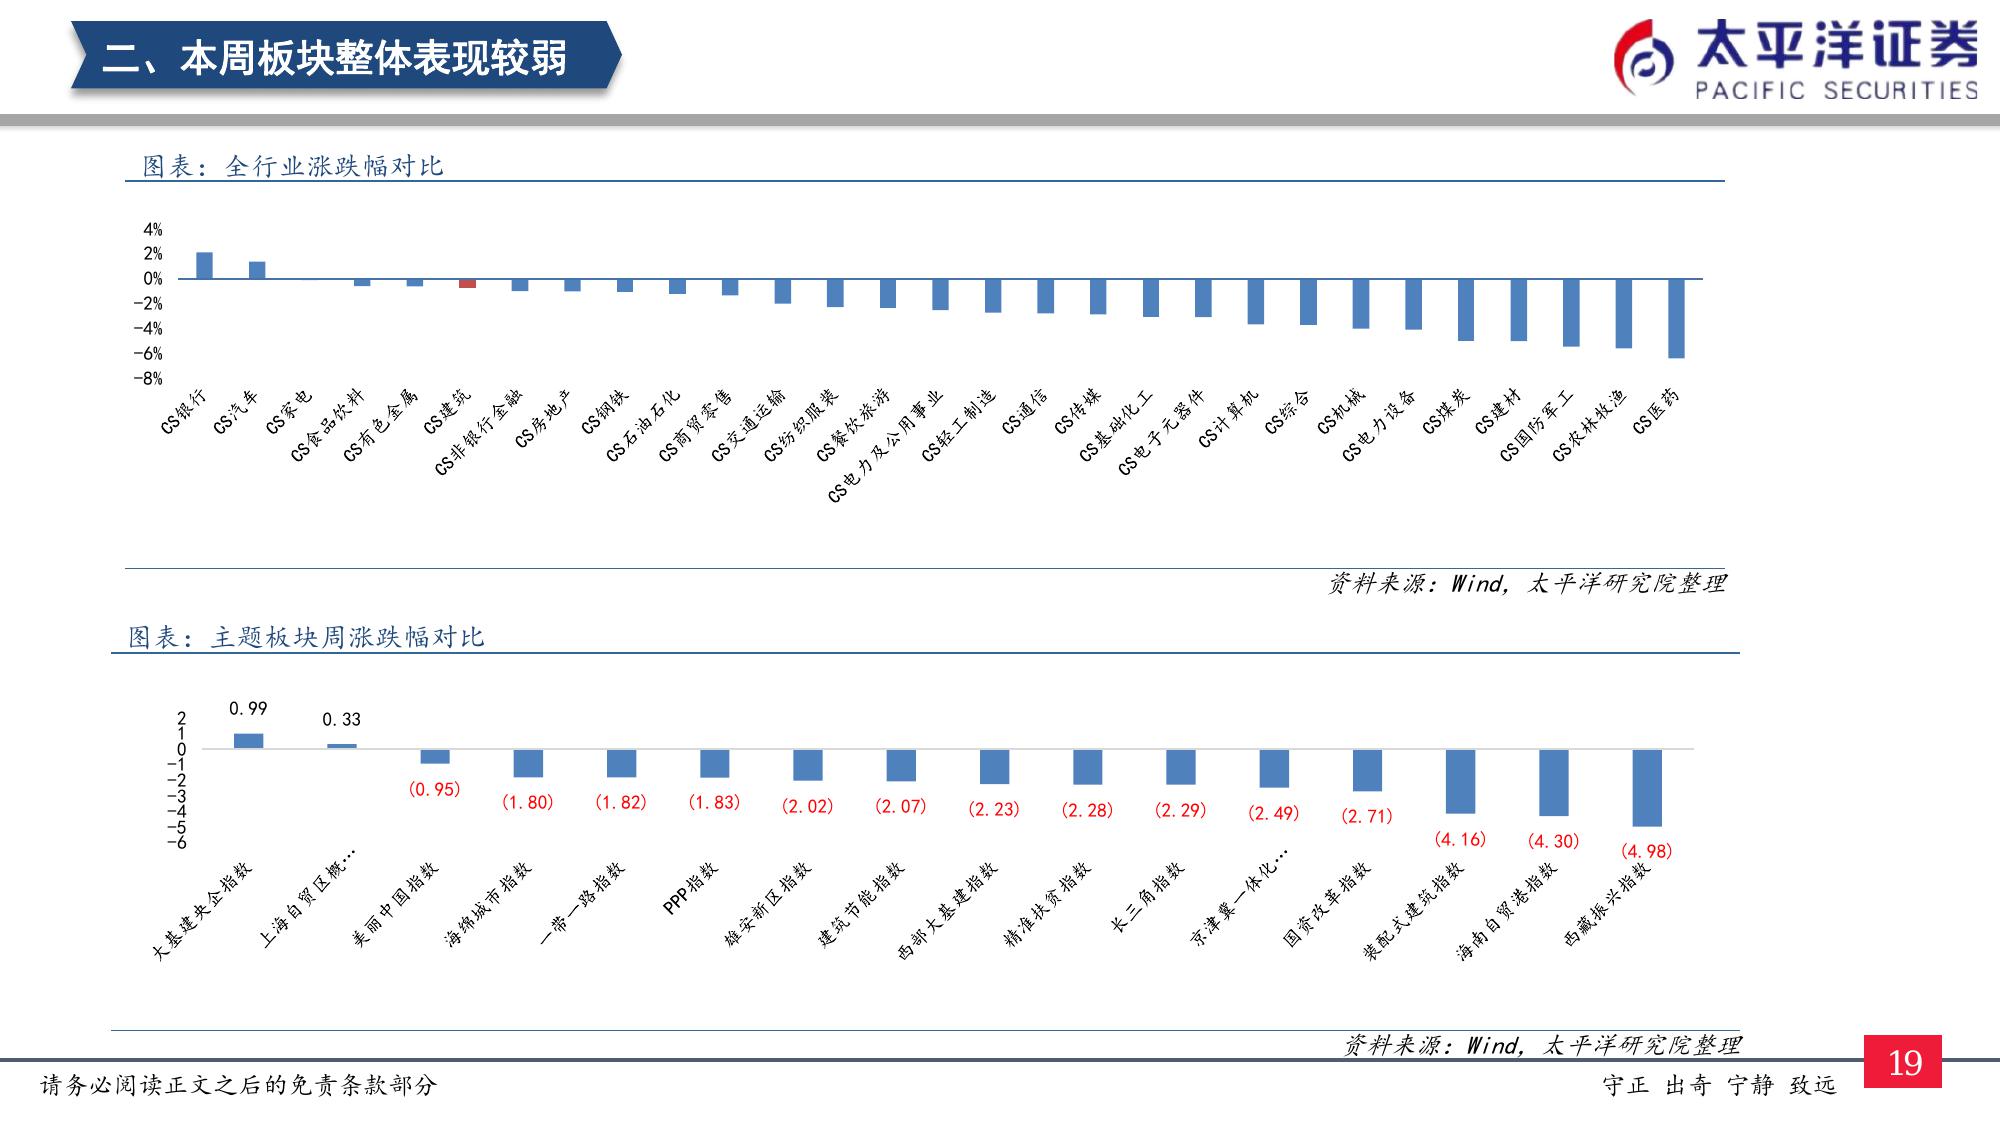 二、本周板块整体表现较弱
太平洋证券
PACIFIC SECURITIES
图表：全行业涨跌幅对比
4%
2%
0%
-2%
-4%
-6%
-8%
CS银行
CS汽车
CS家电
CS食品饮料
CS有色金属
CS建筑
CS非银行金融
CS房地产
CS钢铁
CS石油石化
CS商贸零售
CS交通运输
CS纺织服装
CS餐饮旅游
CS电力及公用事业
CS轻工制造
CS通信
CS传媒
CS基础化工
CS电子元器件
CS计算机
CS综合
CS机械
CS电力设备
CS煤炭
CS建材
CS国防军工
CS农林牧渔
CS医药
资料来源：Wind，太平洋研究院整理
图表：主题板块周涨跌幅对比
2
1
0
-1
-2
-3
-4
-5
-6
0.99
0.33
(0.95)
(1.80)
(1.82)
(1.83)
(2.02)
(2.07)
(2.23)
(2.28)
(2.29)
(2.49)
(2.71)
(4.16)
(4.30)
(4.98)
大基建央企指数
上海自贸区概…
美丽中国指数
海绵城市指数
一带一路指数
PPP指数
雄安新区指数
建筑节能指数
西部大基建指数
精准扶贫指数
长三角指数
京津冀一体化…
国资改革指数
装配式建筑指数
海南自贸港指数
西藏振兴指数
资料来源：Wind，太平洋研究院整理
请务必阅读正文之后的免责条款部分
守正 出奇 宁静 致远
19